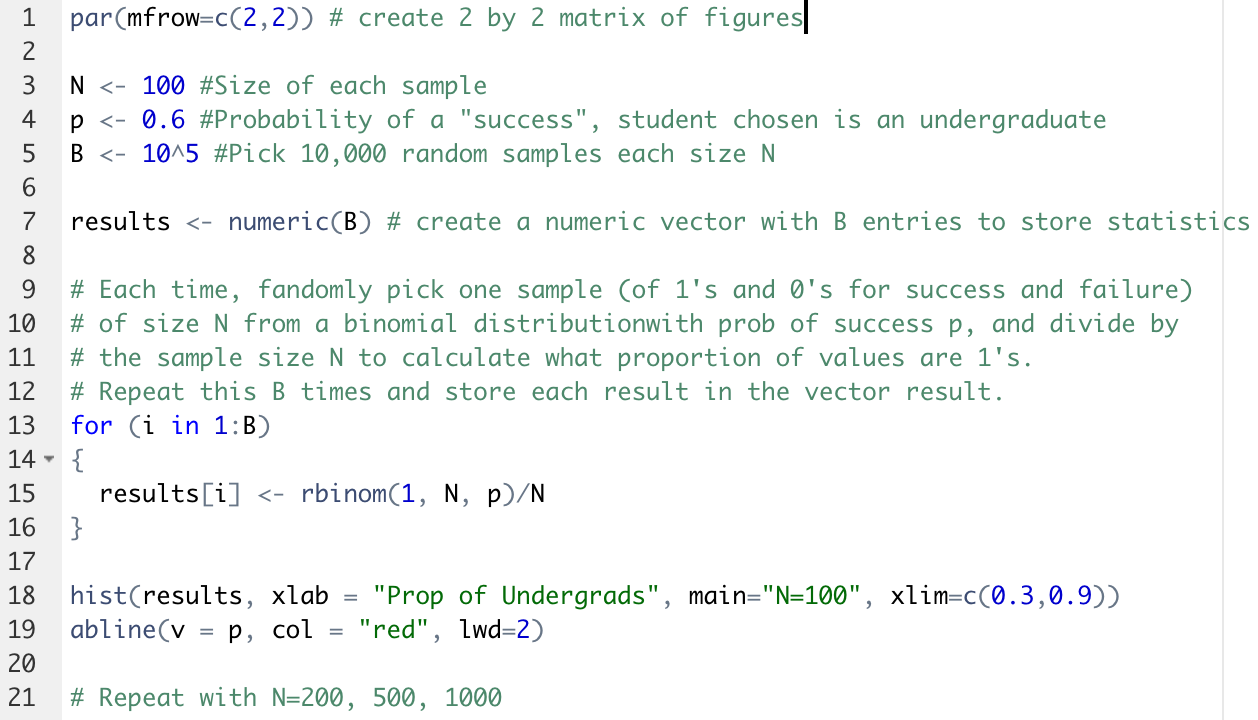 1 par(mfrow=c(2,2)) # create 2 by 2 matrix of figures
2
3 N <- 100 #Size of each sample
4 p <- 0.6 #Probability of a "success", student chosen is an undergraduate
5 B <- 10^5 #Pick 10,000 random samples each size N
6
7 results <- numeric(B) # create a numeric vector with B entries to store statistics
8
9 # Each time, fandomly pick one sample (of 1's and 0's for success and failure)
10 # of size N from a binomial distributionwith prob of success p, and divide by
11 # the sample size N to calculate what proportion of values are 1's.
12 # Repeat this B times and store each result in the vector result.
13 for (i in 1:B)
14 {
15   results[i] <- rbinom(1, N, p)/N
16 }
17
18 hist(results, xlab = "Prop of Undergrads", main="N=100", xlim=c(0.3,0.9))
19 abline(v = p, col = "red", lwd=2)
20
21 # Repeat with N=200, 500, 1000